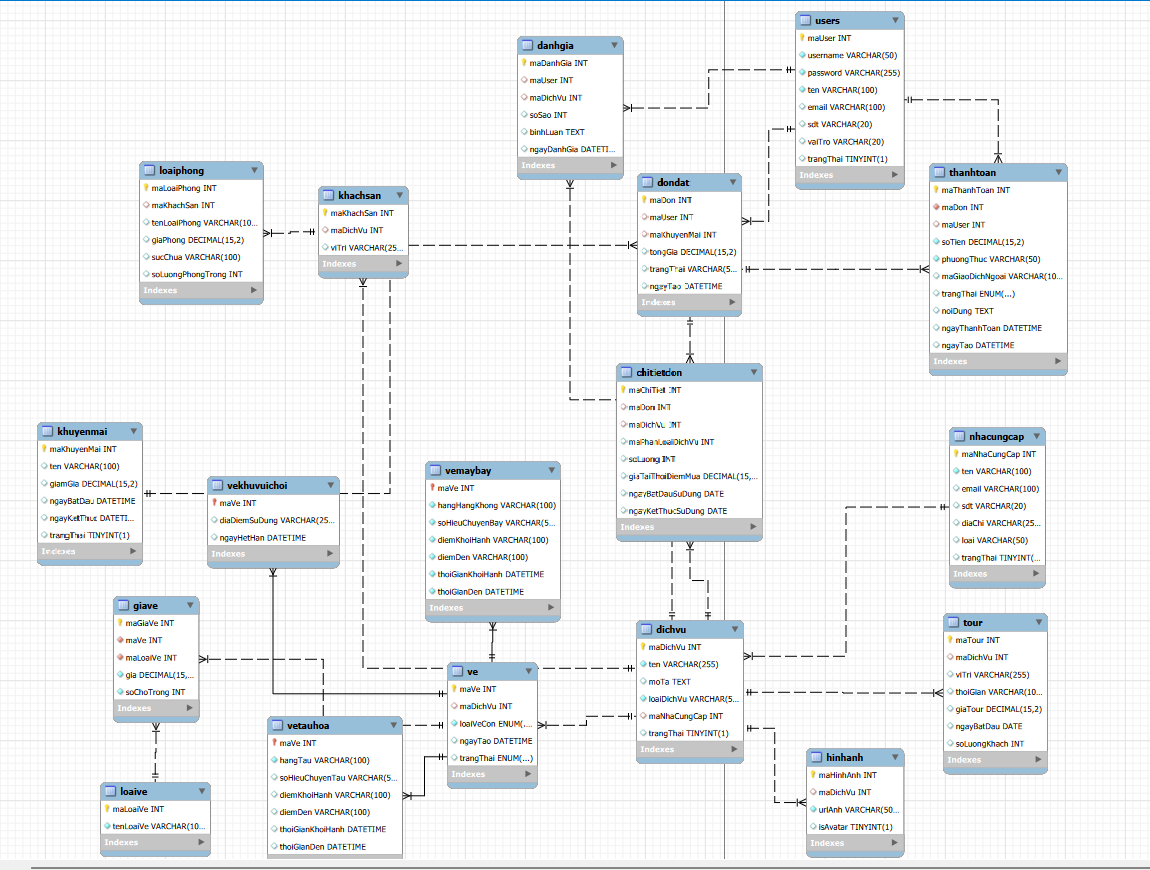 users
maUser INT
username VARCHAR(50)
password VARCHAR(255)
ten VARCHAR(100)
email VARCHAR(100)
sdt VARCHAR(20)
vaiTro VARCHAR(20)
trangThai TINYINT(1)
Indexes
danhgia
maDanhGia INT
maUser INT
maDichVu INT
soSao INT
binhLuan TEXT
ngayDanhGia DATETI...
Indexes
loaiphong
maLoaiPhong INT
maKhachSan INT
tenLoaiPhong VARCHAR(10...
giaPhong DECIMAL(15,2)
sucChua VARCHAR(100)
soLuongPhongTrong INT
Indexes
khachsan
maKhachSan INT
maDichVu INT
viTri VARCHAR(25...
Indexes
dondat
maDon INT
maUser INT
maKhuyenMai INT
tongGia DECIMAL(15,2)
trangThai VARCHAR(5...
ngayTao DATETIME
Indexes
thanhtoan
maThanhToan INT
maDon INT
maUser INT
soTien DECIMAL(15,2)
phuongThuc VARCHAR(50)
maGiaoDichNgoai VARCHAR(10...
trangThai ENUM(...)
noiDung TEXT
ngayThanhToan DATETIME
ngayTao DATETIME
Indexes
chitietdon
maChiTiet INT
maDon INT
maDichVu INT
maPhanLoaiDichVu INT
soLuong INT
giaTaiThoiDiemMua DECIMAL(15,...
ngayBatDauSuDung DATE
ngayKetThucSuDung DATE
Indexes
khuyenmai
maKhuyenMai INT
ten VARCHAR(100)
giamGia DECIMAL(15,2)
ngayBatDau DATETIME
ngayKetThuc DATETI...
trangThai TINYINT(1)
Indexes
vekhuvuichoi
maVe INT
diaDiemSuDung VARCHAR(25...
ngayHetHan DATETIME
Indexes
vemaybay
maVe INT
hangHangKhong VARCHAR(100)
soHieuChuyenBay VARCHAR(5...
diemKhoiHanh VARCHAR(100)
diemDen VARCHAR(100)
thoiGianKhoiHanh DATETIME
thoiGianDen DATETIME
Indexes
nhacungcap
maNhaCungCap INT
ten VARCHAR(100)
email VARCHAR(100)
sdt VARCHAR(20)
diaChi VARCHAR(25...
loai VARCHAR(50)
trangThai TINYINT(...
Indexes
giave
maGiaVe INT
maVe INT
maLoaiVe INT
gia DECIMAL(15,...
soChoTrong INT
Indexes
ve
maVe INT
maDichVu INT
loaiVeCon ENUM(...
ngayTao DATETIME
trangThai ENUM(...)
Indexes
dichvu
maDichVu INT
ten VARCHAR(255)
moTa TEXT
loaiDichVu VARCHAR(5...
maNhaCungCap INT
trangThai TINYINT(1)
Indexes
tour
maTour INT
maDichVu INT
viTri VARCHAR(255)
thoiGian VARCHAR(10...
giaTour DECIMAL(15,2)
ngayBatDau DATE
soLuongKhach INT
Indexes
vetauhoa
maVe INT
hangTau VARCHAR(100)
soHieuChuyenTau VARCHAR(5...
diemKhoiHanh VARCHAR(100)
diemDen VARCHAR(100)
thoiGianKhoiHanh DATETIME
thoiGianDen DATETIME
loaive
maLoaiVe INT
tenLoaiVe VARCHAR(10...
Indexes
hinhanh
maHinhAnh INT
maDichVu INT
urlAnh VARCHAR(50...
isAvatar TINYINT(1)
Indexes